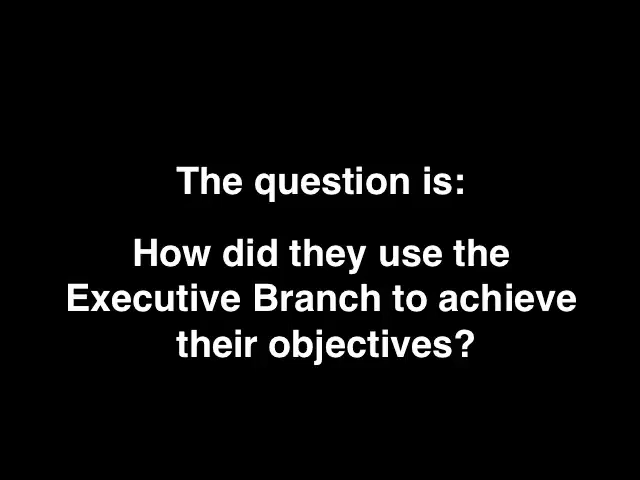 The question is:
How did they use the
Executive Branch to achieve
their objectives?